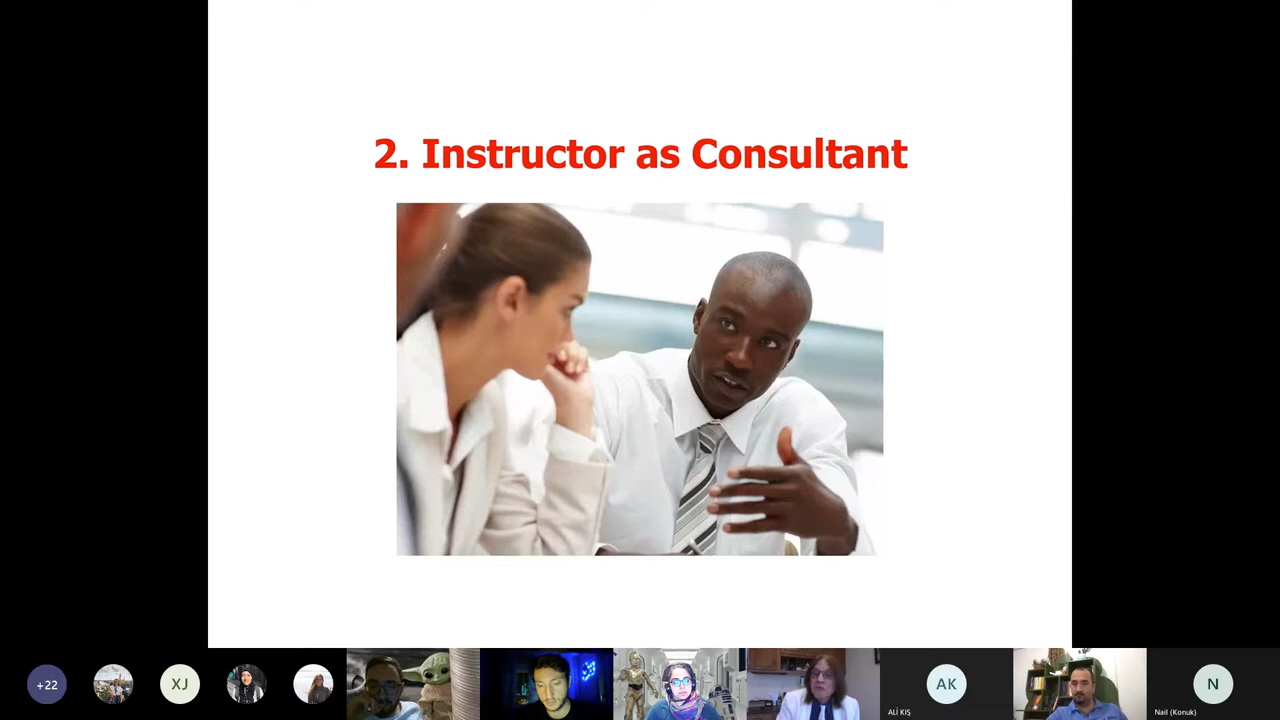 2. Instructor as Consultant
+22
XJ
AK
ALİ KIŞ
N
Nail (Konuk)